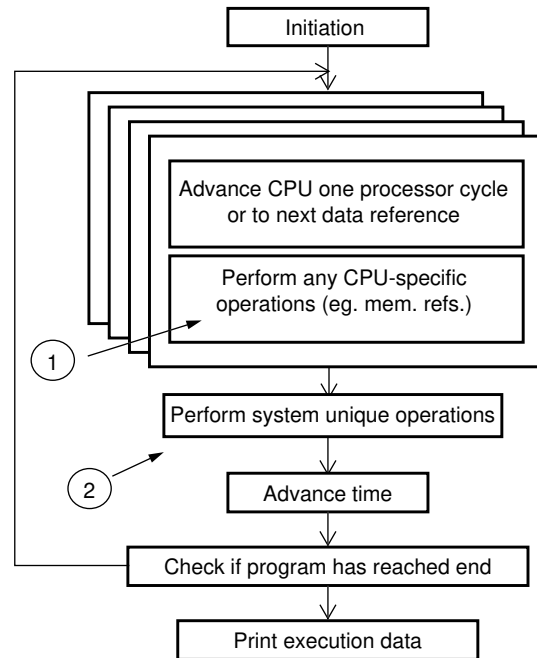 Initiation
Advance CPU one processor cycle
or to next data reference
Perform any CPU-specific
operations (eg. mem. refs.)
1
Perform system unique operations
2
Advance time
Check if program has reached end
Print execution data